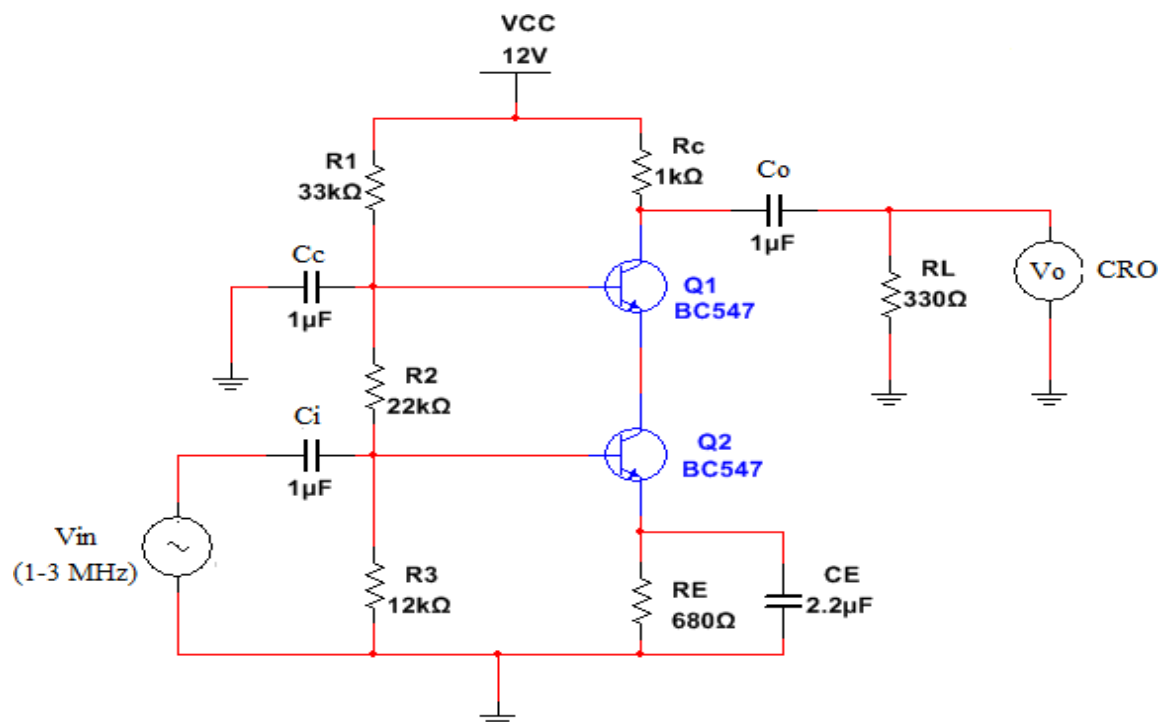 VCC
12V
R1
33kΩ
Rc
1kΩ
Co
1µF
Cc
1µF
Q1
BC547
RL
330Ω
Vo
CRO
R2
22kΩ
Ci
1µF
Q2
BC547
Vin
(1-3 MHz)
R3
12kΩ
RE
680Ω
CE
2.2µF